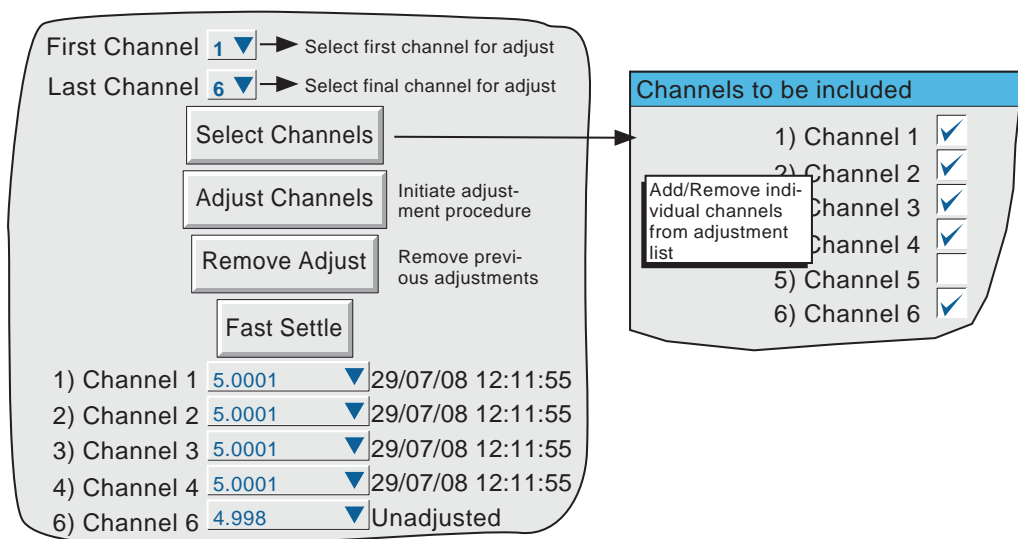 First Channel 1 Select first channel for adjust
Last Channel 6 Select final channel for adjust
Select Channels
Adjust Channels
Initiate adjust-
ment procedure
Remove Adjust
Remove previ-
ous adjustments
Fast Settle
1) Channel 1 5.0001 29/07/08 12:11:55
2) Channel 2 5.0001 29/07/08 12:11:55
3) Channel 3 5.0001 29/07/08 12:11:55
4) Channel 4 5.0001 29/07/08 12:11:55
6) Channel 6 4.998 Unadjusted
Channels to be included
1) Channel 1
2) Channel 2
Channel 3
Channel 4
5) Channel 5
6) Channel 6
Add/Remove indi-
vidual channels
from adjustment
list